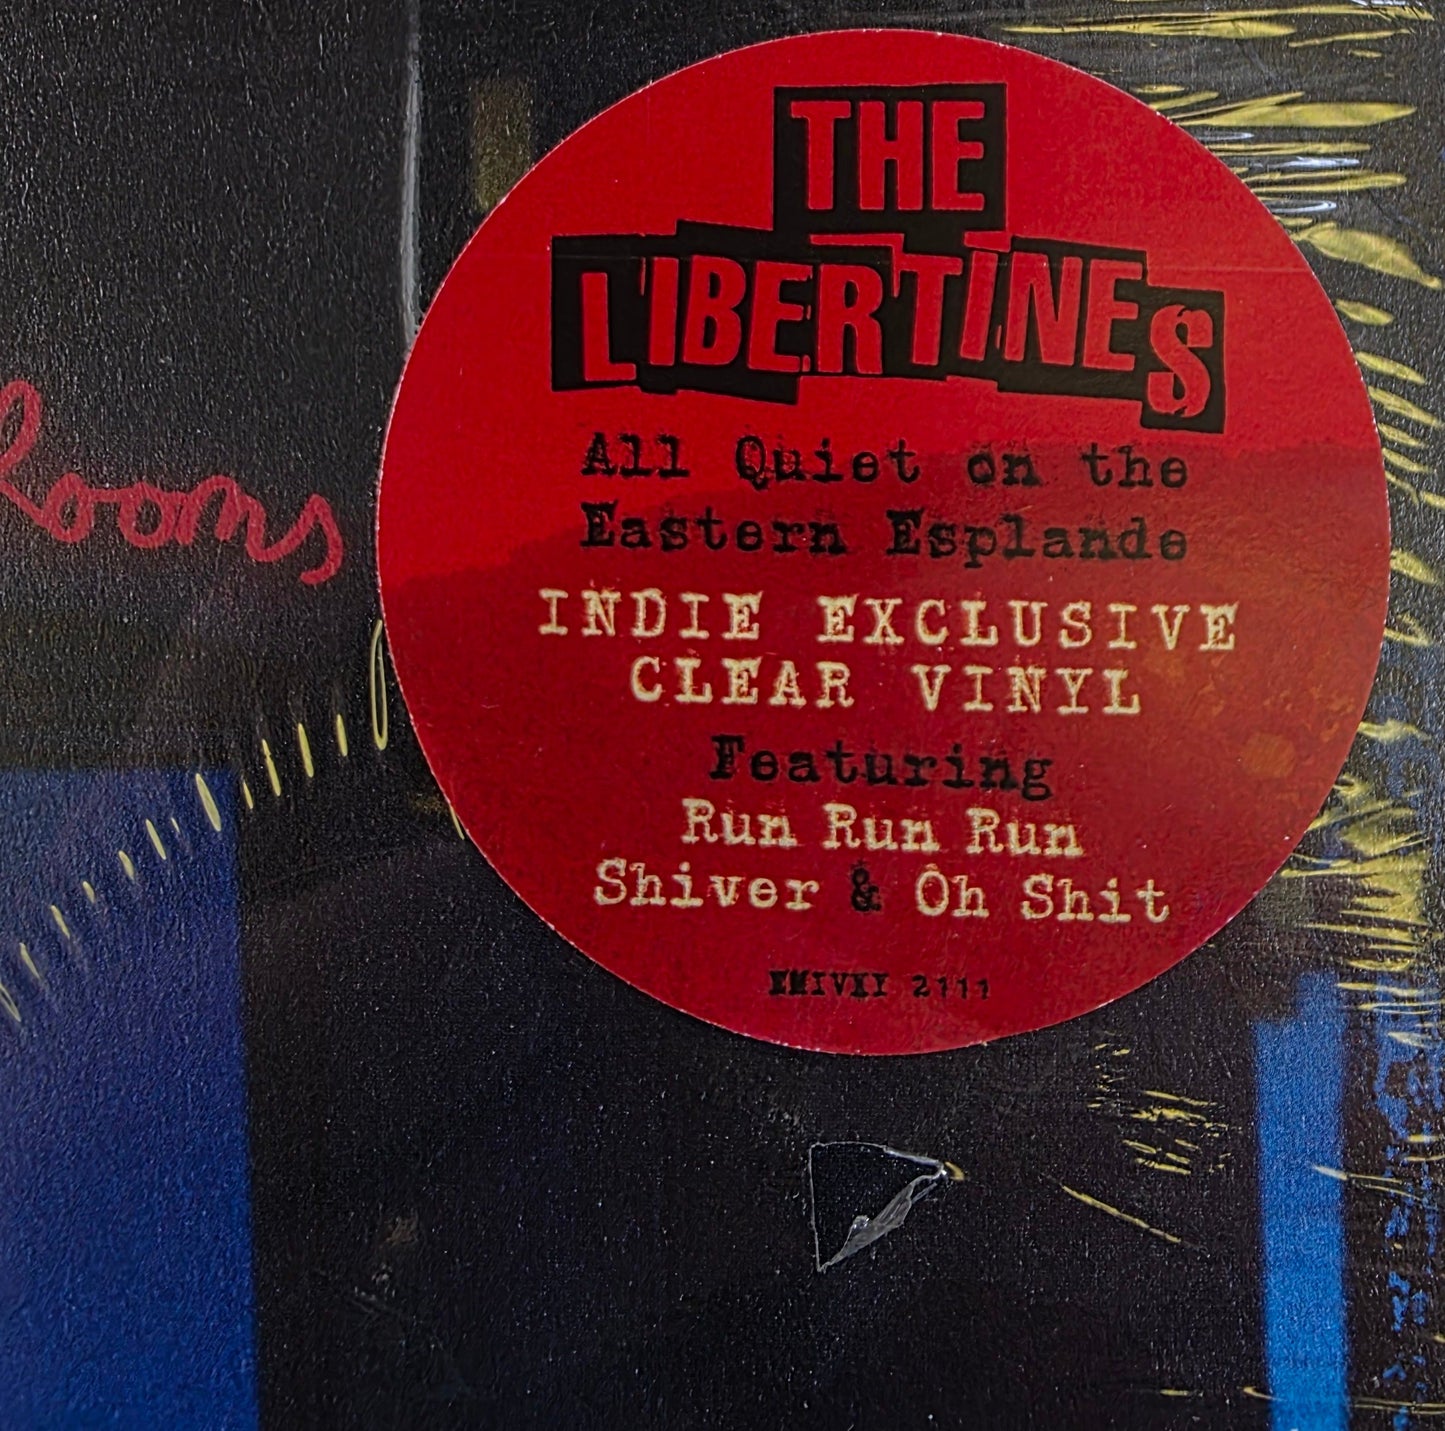 THE
LIBERTINES
All Quiet on the
Eastern Esplande
INDIE EXCLUSIVE
CLEAR VINYL
Featuring
Run Run Run
Shiver & Oh Shit
2111
Rooms